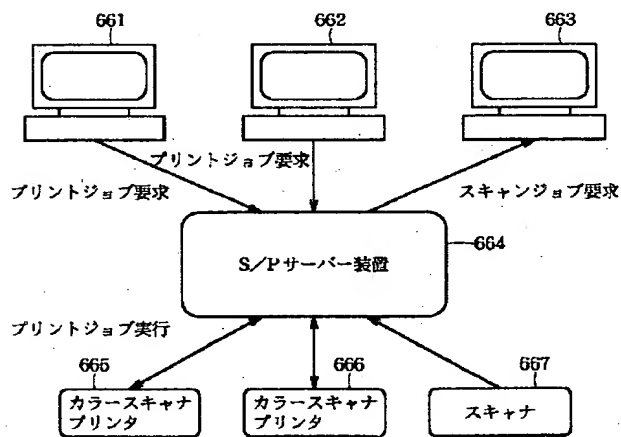 661
662
663
プリントジョブ要求
プリントジョブ要求
スキャンジョブ要求
664
S/Pサーバー装置
プリントジョブ実行
665
666
667
カラースキャナ
プリンタ
カラースキャナ
プリンタ
スキャナ